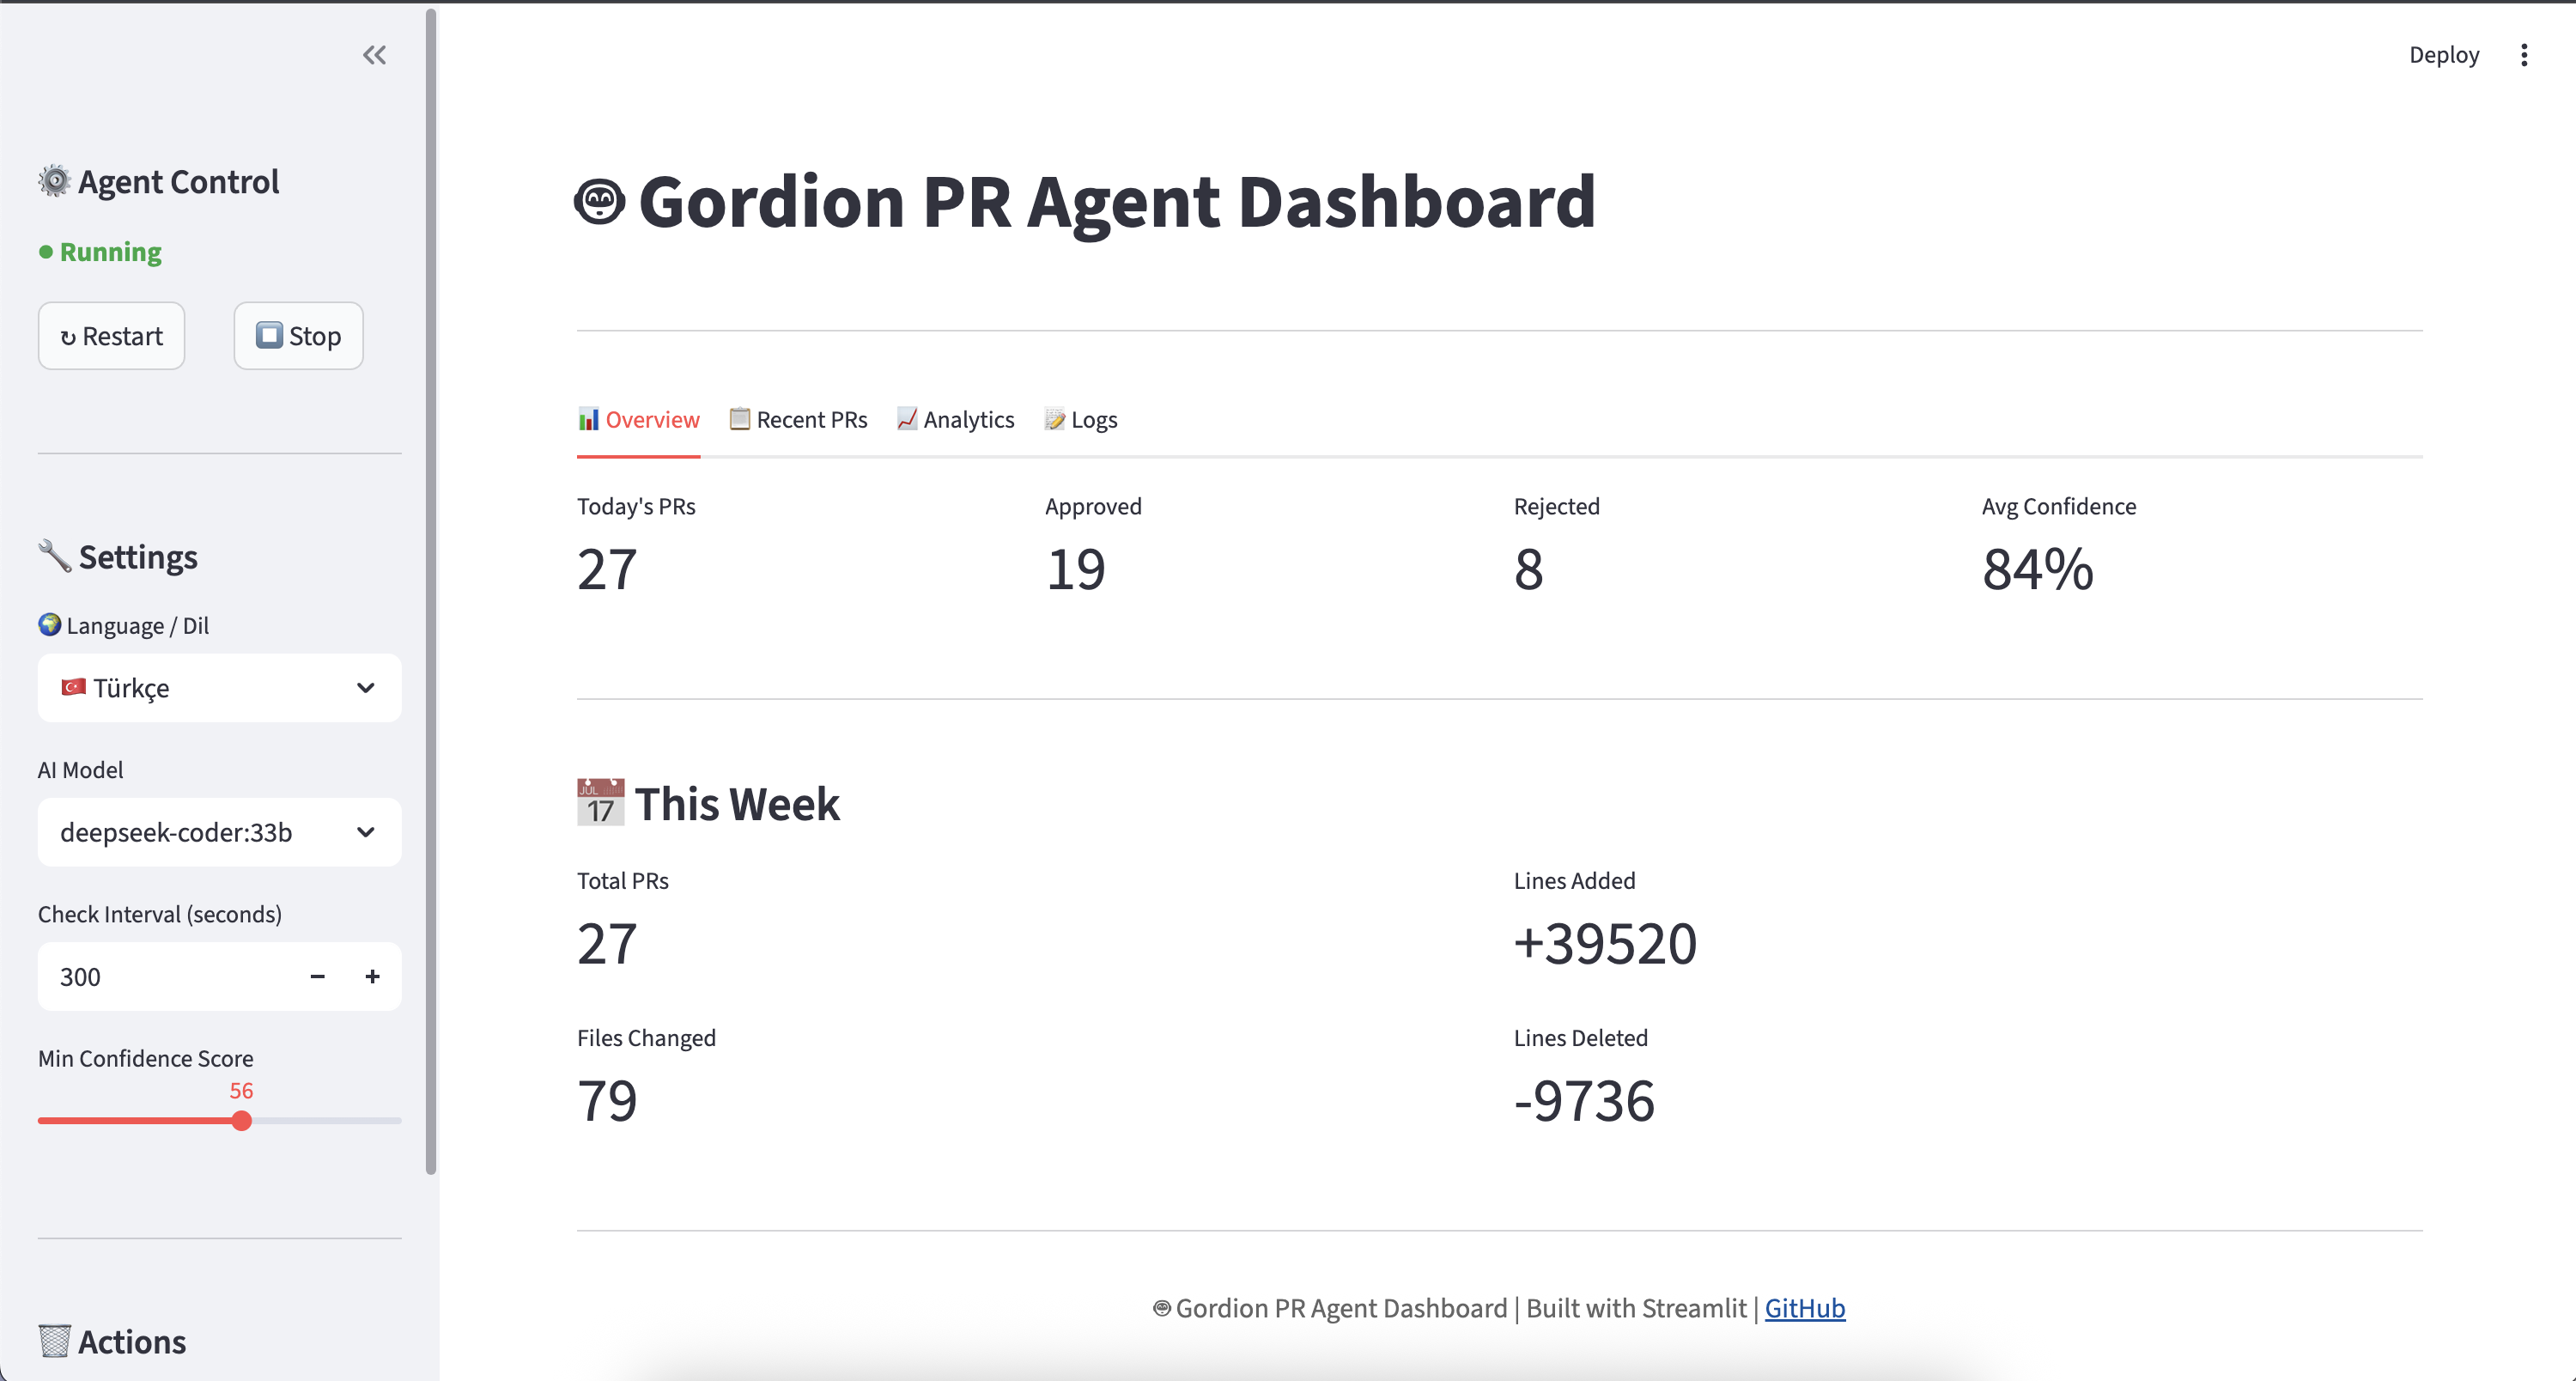 Deploy
Agent Control
Running
↻ Restart
Stop
Settings
Language / Dil
Türkçe
AI Model
deepseek-coder:33b
Check Interval (seconds)
300 − +
Min Confidence Score
56
Actions
Gordion PR Agent Dashboard
Overview Recent PRs Analytics Logs
Today's PRs Approved Rejected Avg Confidence
27 19 8 84%
JUL
17
This Week
Total PRs Lines Added
27 +39520
Files Changed Lines Deleted
79 -9736
Gordion PR Agent Dashboard | Built with Streamlit | GitHub